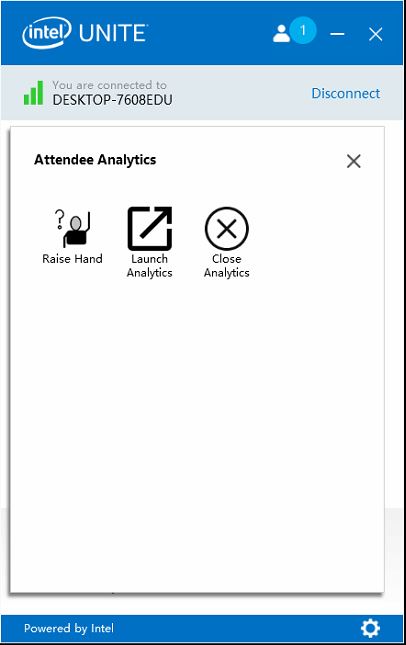 intel UNITE
1
You are connected to
DESKTOP-7608EDU
Disconnect
Attendee Analytics
?
Raise Hand
Launch
Analytics
Close
Analytics
Powered by Intel